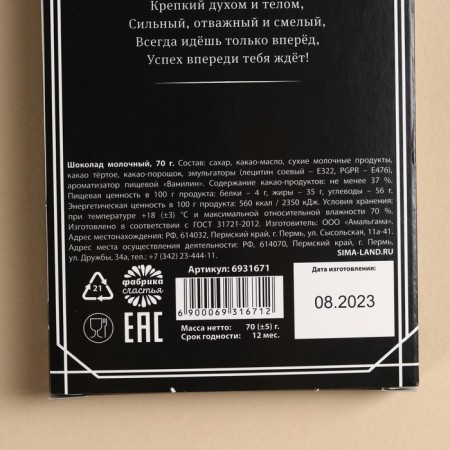 Крепкий духом и телом,
Сильный, отважный и смелый,
Всегда идёшь только вперёд,
Успех впереди тебя ждёт!
Шоколад молочный, 70 г. Состав: сахар, какао-масло, сухие молочные продукты,
какао тёртое, какао-порошок, эмульгаторы (лецитин соевый – E322, PGPR – E476),
ароматизатор пищевой «Ванилин». Содержание какао-продуктов: не менее 37 %.
Пищевая ценность в 100 г продукта: белки – 4 г, жиры – 35 г, углеводы – 56 г.
Энергетическая ценность в 100 г продукта: 560 ккал / 2350 кДж. Условия хранения:
при температуре +18 (±3) °С и максимальной относительной влажности 70 %.
Изготовлено в соответствии с ГОСТ 31721-2012. Изготовитель: ООО «Амальгама».
Адрес местонахождения: РФ, 614032, Пермский край, г. Пермь, ул. Сысольская, 11а-41.
Адрес места осуществления деятельности: РФ, 614070, Пермский край, г. Пермь,
ул. Дружбы, 34а, тел.: +7 (342) 23-444-11.
SIMA-LAND.RU
Артикул: 6931671
Дата изготовления:
08.2023
21
фабрика
счастья
6 900069 316712
EAC
Масса нетто: 70 (±5) г.
Срок годности: 12 мес.